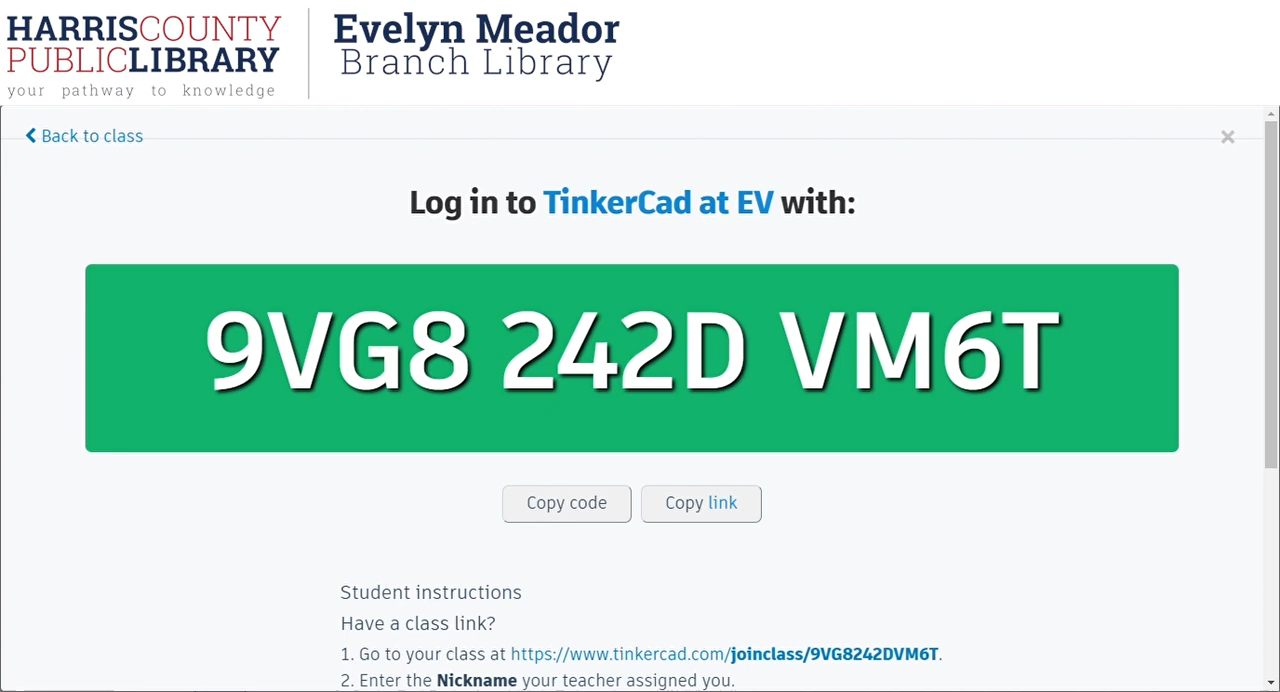 HARRISCOUNTY
PUBLICLIBRARY
your pathway to knowledge
Evelyn Meador
Branch Library
Back to class
Log in to TinkerCad at EV with:
9VG8 242D VM6T
Copy code
Copy link
Student instructions
Have a class link?
1. Go to your class at https://www.tinkercad.com/joinclass/9VG8242DVM6T.
2. Enter the Nickname your teacher assigned you.